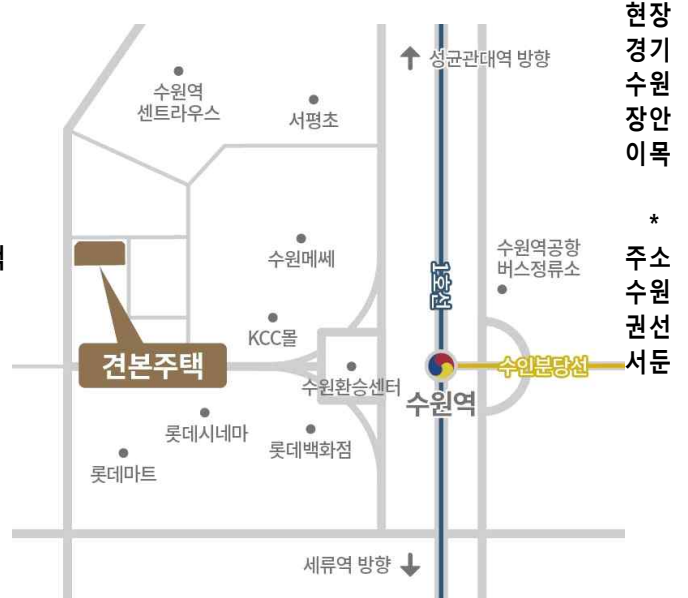 현장
경기
수원
장안
이목
*
주소
수원
권선
서둔
성균관대역 방향
수원역
센트라우스
서평초
수원메쎄
수원역공항
버스정류소
1호선
KCC몰
견본주택
수원환승센터
수인분당선
수원역
롯데시네마
롯데백화점
롯데마트
세류역 방향